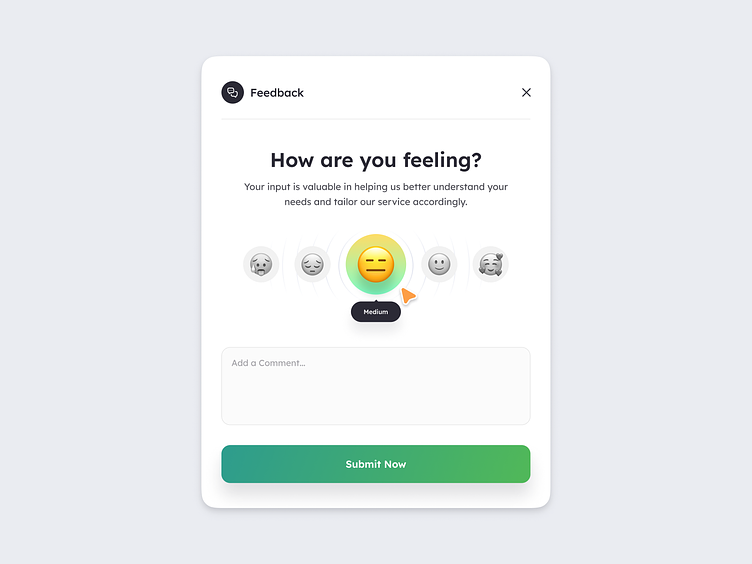 Feedback
How are you feeling?
Your input is valuable in helping us better understand your
needs and tailor our service accordingly.
Medium
Add a Comment...
Submit Now